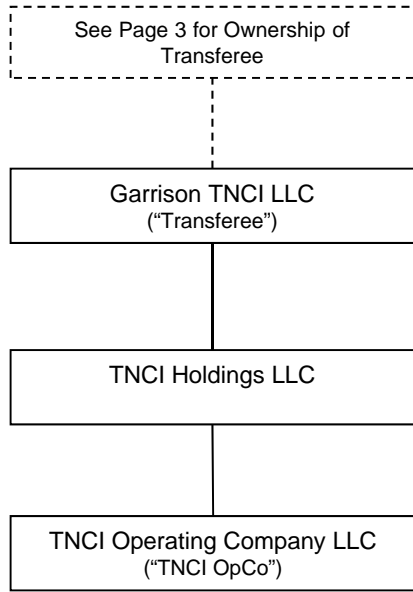 See Page 3 for Ownership of
Transferee
Garrison TNCI LLC
(“Transferee”)
TNCI Holdings LLC
TNCI Operating Company LLC
(“TNCI OpCo”)